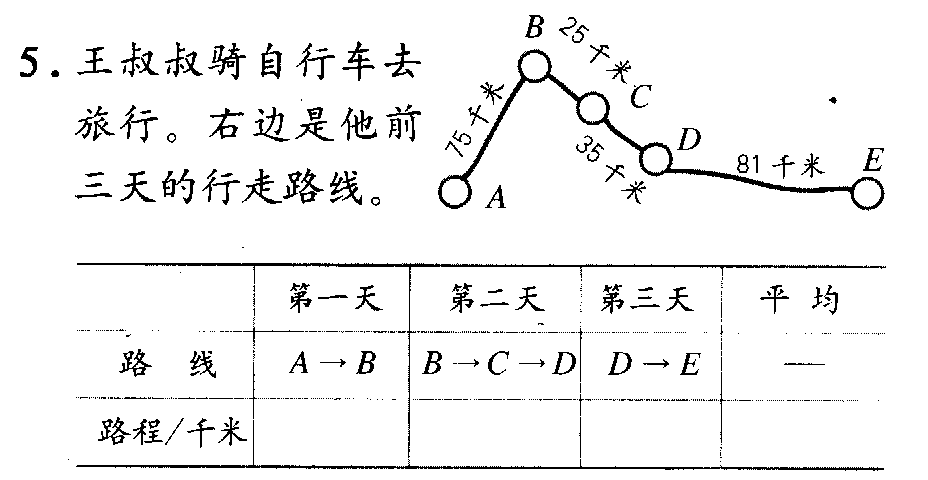 5. 王叔叔骑自行车去
旅行。右边是他前
三天的行走路线。
B
25千米
C
75千米
35千米
D
81千米
E
A
第一天 第二天 第三天 平均
路线 A→B B→C→D D→E —
路程/千米